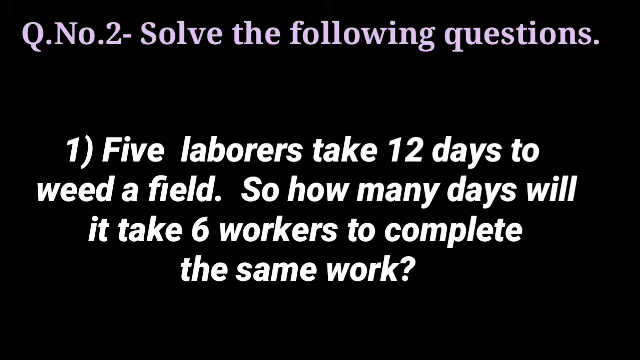 Q.No.2- Solve the following questions.
1) Five laborers take 12 days to
weed a field. So how many days will
it take 6 workers to complete
the same work?